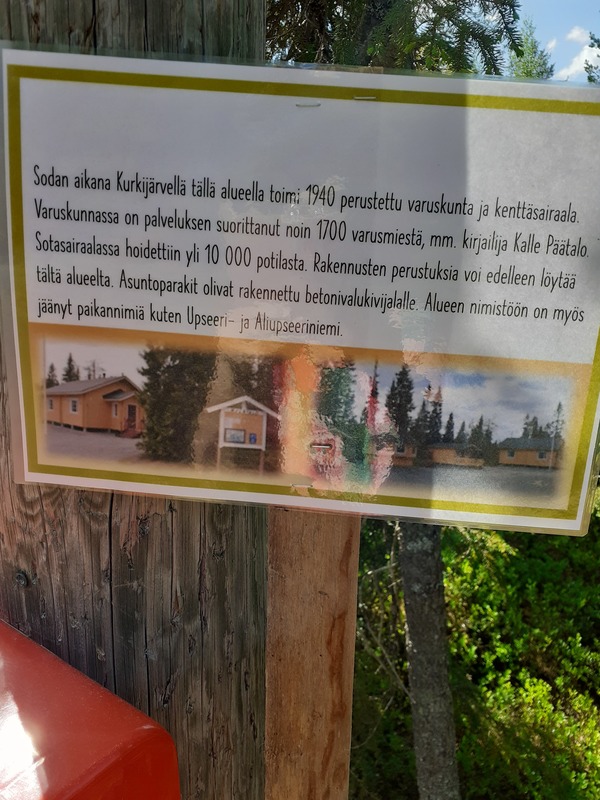 Sodan aikana Kurkijärvellä tällä alueella toimi 1940 perustettu varuskunta ja kenttäsairaala.
Varuskunnassa on palveluksen suorittanut noin 1700 varusmiestä, mm. kirjailija Kalle Päätalo.
Sotasairaalassa hoidettiin yli 10 000 potilasta. Rakennusten perustuksia voi edelleen löytää
tältä alueelta. Asuntoparakit olivat rakennettu betonivalukivijalalle. Alueen nimistöön on myös
jäänyt paikannimiä kuten Upseeri- ja Aliupseeriniemi.